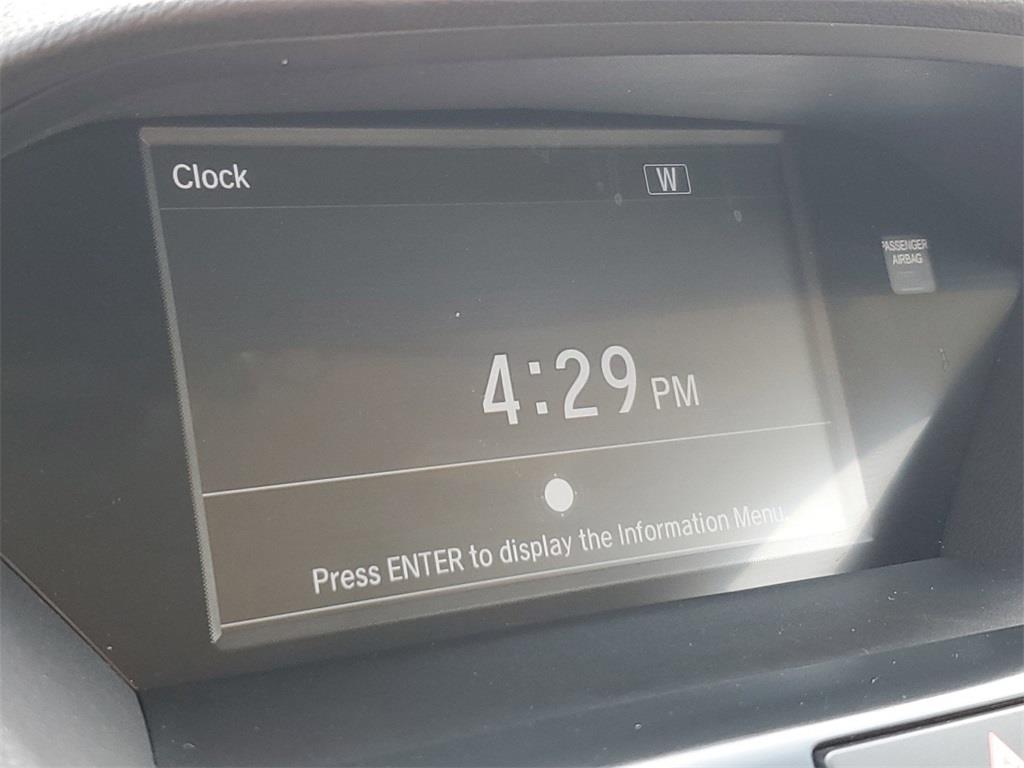 Clock
W
PASSENGER
AIRBAG
4:29 PM
Press ENTER to display the Information Menu.